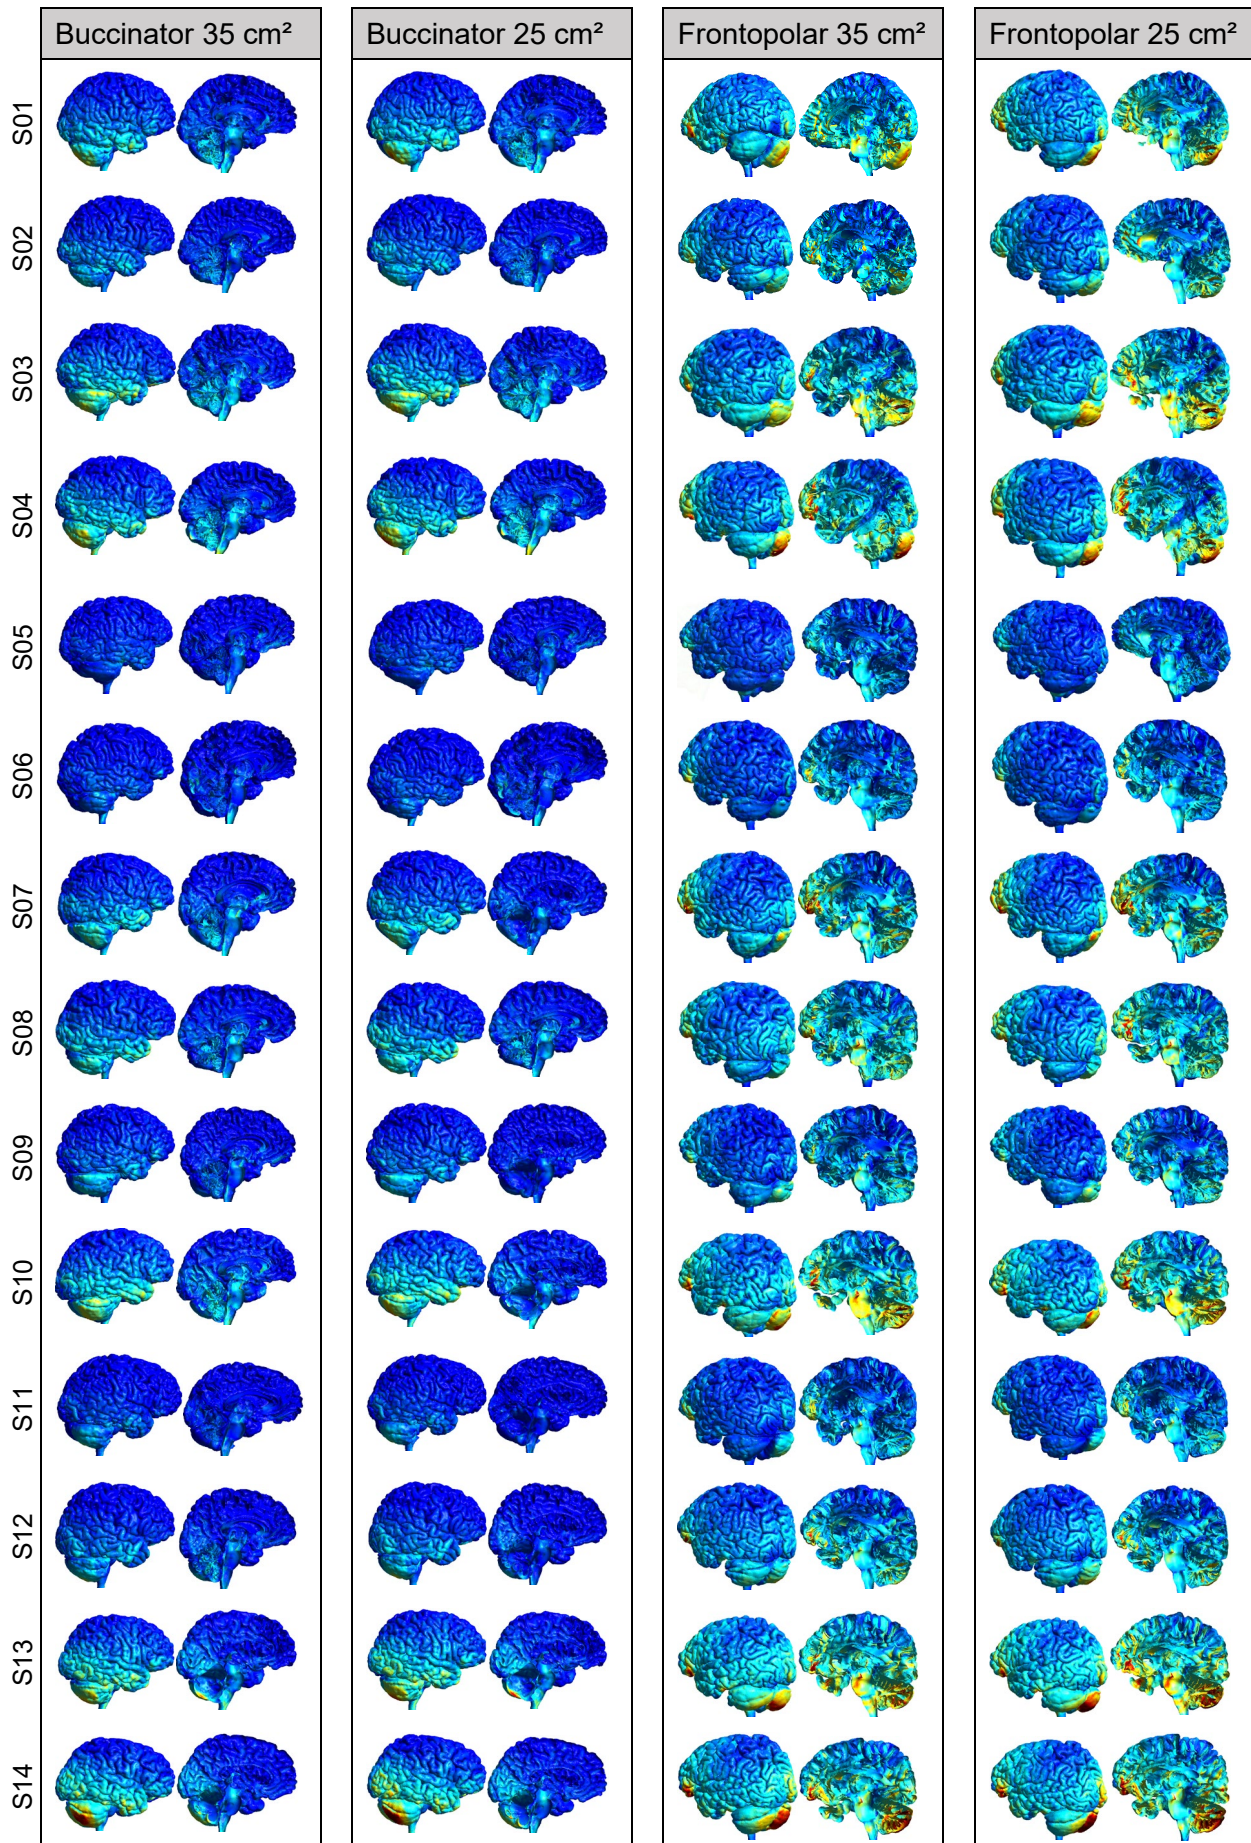 Buccinator 35 cm²
Buccinator 25 cm²
Frontopolar 35 cm²
Frontopolar 25 cm²
S01
S02
S03
S04
S05
S06
S07
S08
S09
S10
S11
S12
S13
S14